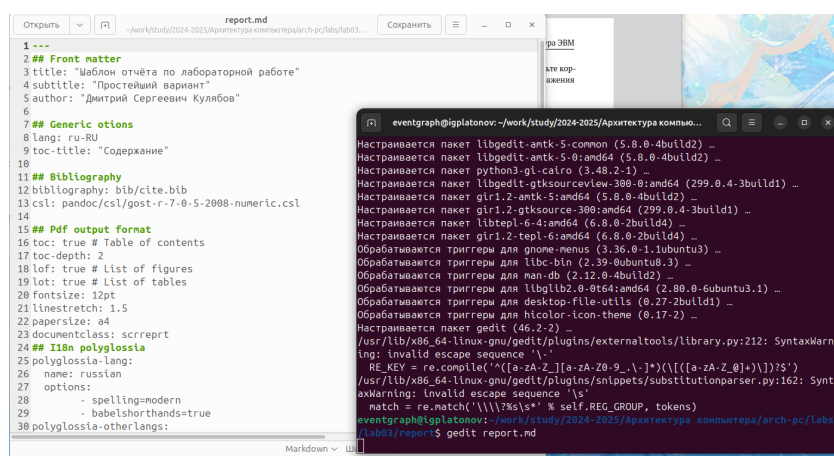 Открыть
report.md
~/work/study/2024-2025/Архитектура компьютера/arch-pc/labs/lab03...
Сохранить
1 ---
2 ## Front matter
3 title: "Шаблон отчёта по лабораторной работе"
4 subtitle: "Простейший вариант"
5 author: "Дмитрий Сергеевич Кулябов"
6
7 ## Generic otions
8 lang: ru-RU
9 toc-title: "Содержание"
10
11 ## Bibliography
12 bibliography: bib/cite.bib
13 csl: pandoc/csl/gost-r-7-0-5-2008-numeric.csl
14
15 ## Pdf output format
16 toc: true # Table of contents
17 toc-depth: 2
18 lof: true # List of figures
19 lot: true # List of tables
20 fontsize: 12pt
21 linestretch: 1.5
22 papersize: a4
23 documentclass: scrreprt
24 ## I18n polyglossia
25 polyglossia-lang:
26 name: russian
27 options:
28 - spelling=modern
29 - babelshorthands=true
30 polyglossia-otherlangs:
Markdown
ЭВМ
кор-
eventgraph@igplatonov: ~/work/study/2024-2025/Архитектура компью...
Настраивается пакет libgedit-amtk-5-common (5.8.0-4build2) …
Настраивается пакет libgedit-amtk-5-0:amd64 (5.8.0-4build2) …
Настраивается пакет python3-gi-cairo (3.48.2-1) …
Настраивается пакет libgedit-gtksourceview-300-0:amd64 (299.0.4-3build1) …
Настраивается пакет gir1.2-amtk-5:amd64 (5.8.0-4build2) …
Настраивается пакет gir1.2-gtksource-300:amd64 (299.0.4-3build1) …
Настраивается пакет libtepl-6-4:amd64 (6.8.0-2build4) …
Настраивается пакет gir1.2-tepl-6:amd64 (6.8.0-2build4) …
Обрабатываются триггеры для gnome-menus (3.36.0-1.1ubuntu3) …
Обрабатываются триггеры для libc-bin (2.39-0ubuntu8.3) …
Обрабатываются триггеры для man-db (2.12.0-4build2) …
Обрабатываются триггеры для libglib2.0-0t64:amd64 (2.80.0-6ubuntu3.1) …
Обрабатываются триггеры для desktop-file-utils (0.27-2build1) …
Обрабатываются триггеры для hicolor-icon-theme (0.17-2) …
Настраивается пакет gedit (46.2-2) …
/usr/lib/x86_64-linux-gnu/gedit/plugins/externaltools/library.py:212: SyntaxWarn
ing: invalid escape sequence '\-'
RE_KEY = re.compile('^([a-zA-Z_][a-zA-Z0-9_.\-]*)(\[([a-zA-Z_@]+)\])?$')
/usr/lib/x86_64-linux-gnu/gedit/plugins/snippets/substitutionparser.py:162: Synt
axWarning: invalid escape sequence '\s'
match = re.match('\\\\?%s\s*' % self.REG_GROUP, tokens)
eventgraph@igplatonov:~/work/study/2024-2025/Архитектура компьютера/arch-pc/labs
/lab03/report$ gedit report.md